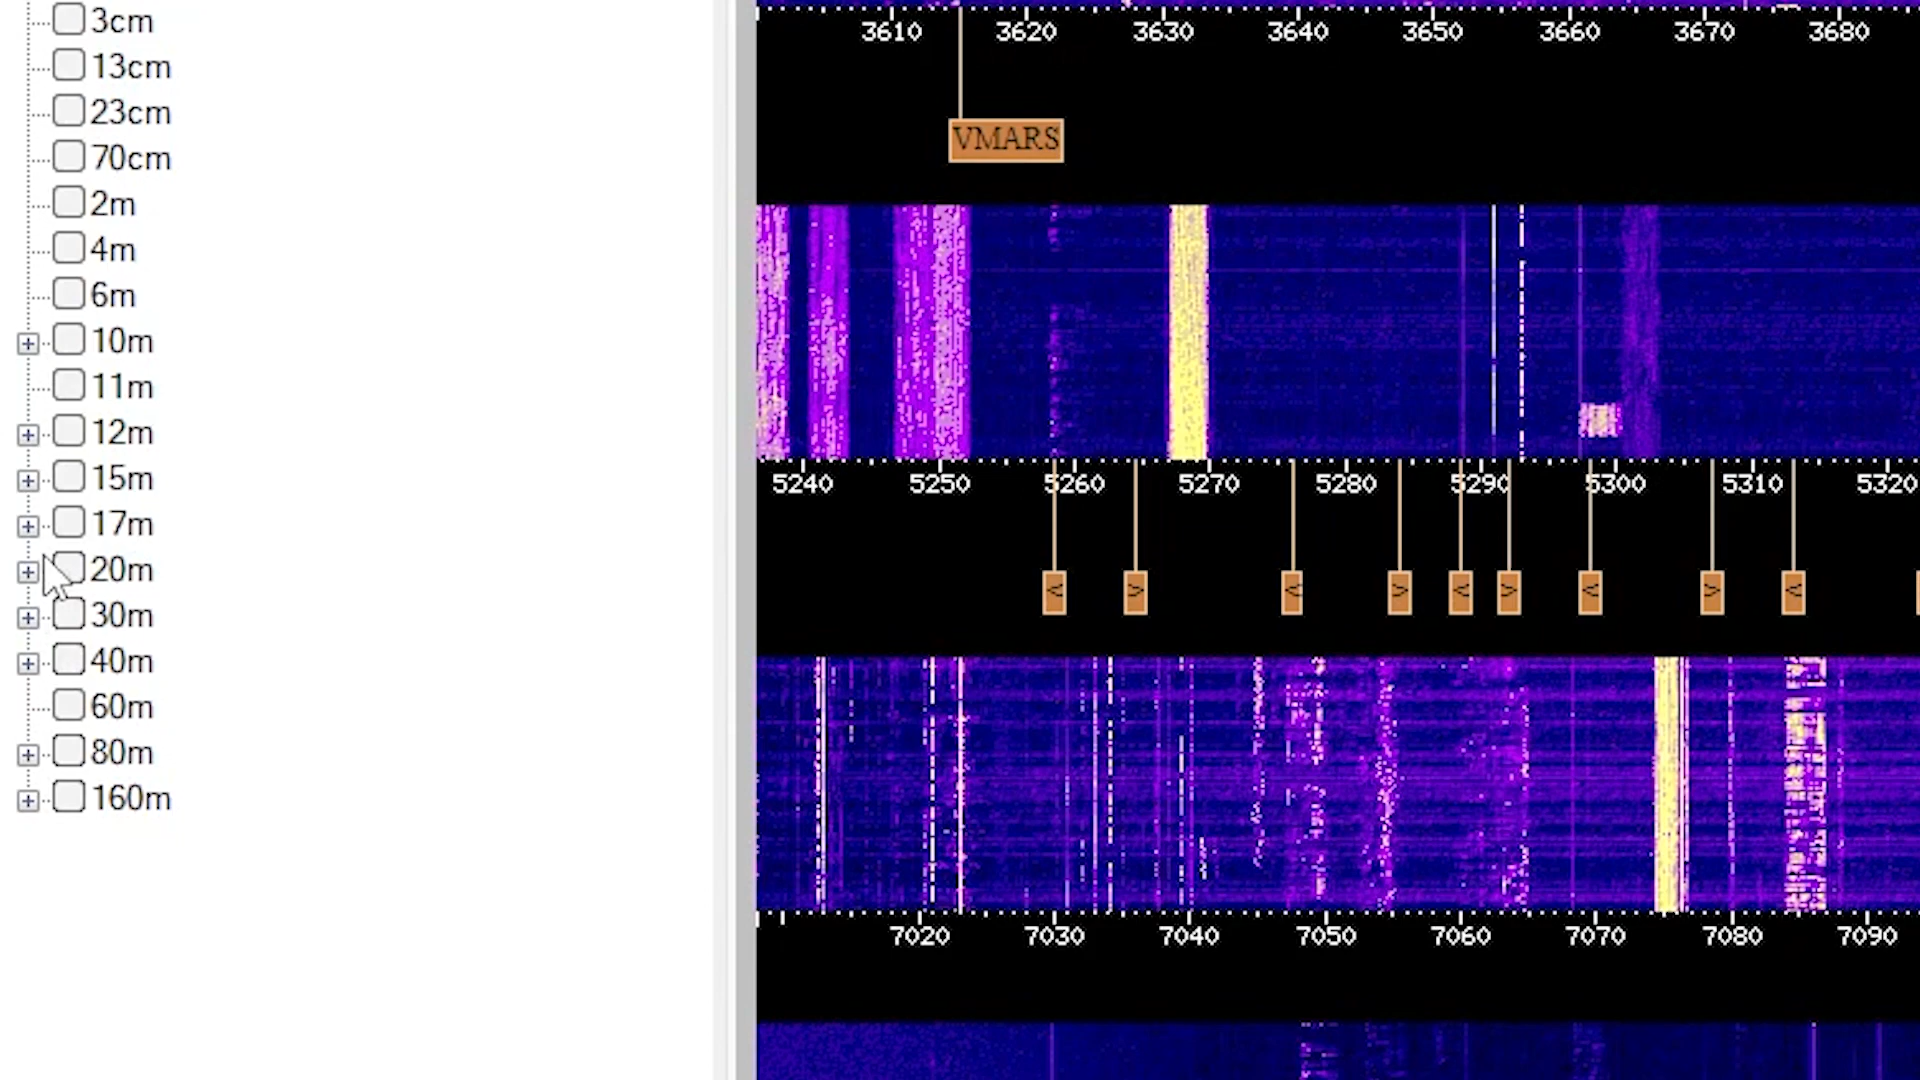 3cm
13cm
23cm
70cm
2m
4m
6m
10m
11m
12m
15m
17m
20m
30m
40m
60m
80m
160m
3610 3620 3630 3640 3650 3660 3670 3680
VMARS
5240 5250 5260 5270 5280 5290 5300 5310 5320
< > < > < > < > <
7020 7030 7040 7050 7060 7070 7080 7090